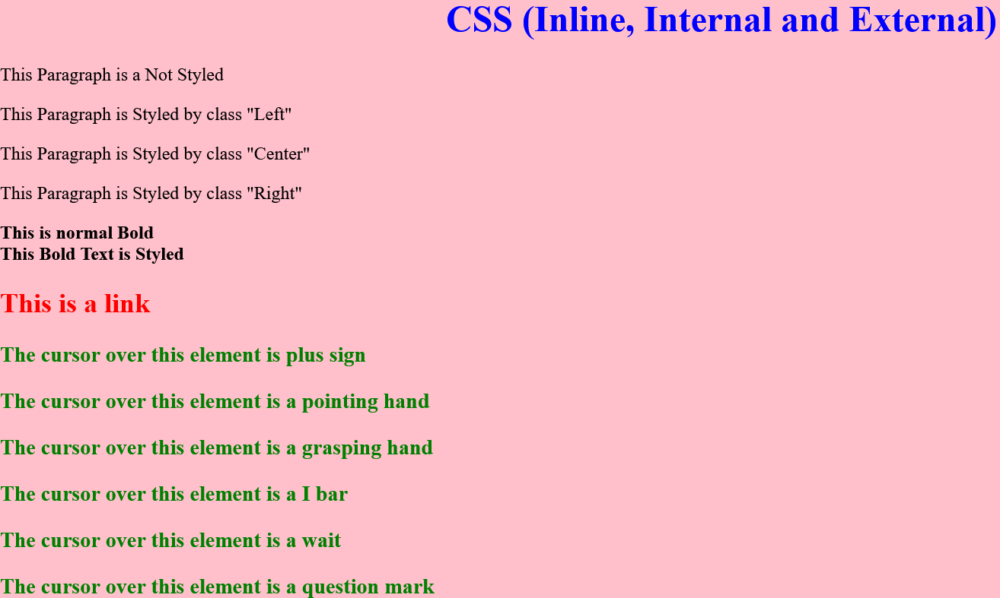 CSS (Inline, Internal and External)
This Paragraph is a Not Styled
This Paragraph is Styled by class "Left"
This Paragraph is Styled by class "Center"
This Paragraph is Styled by class "Right"
This is normal Bold
This Bold Text is Styled
This is a link
The cursor over this element is plus sign
The cursor over this element is a pointing hand
The cursor over this element is a grasping hand
The cursor over this element is a I bar
The cursor over this element is a wait
The cursor over this element is a question mark